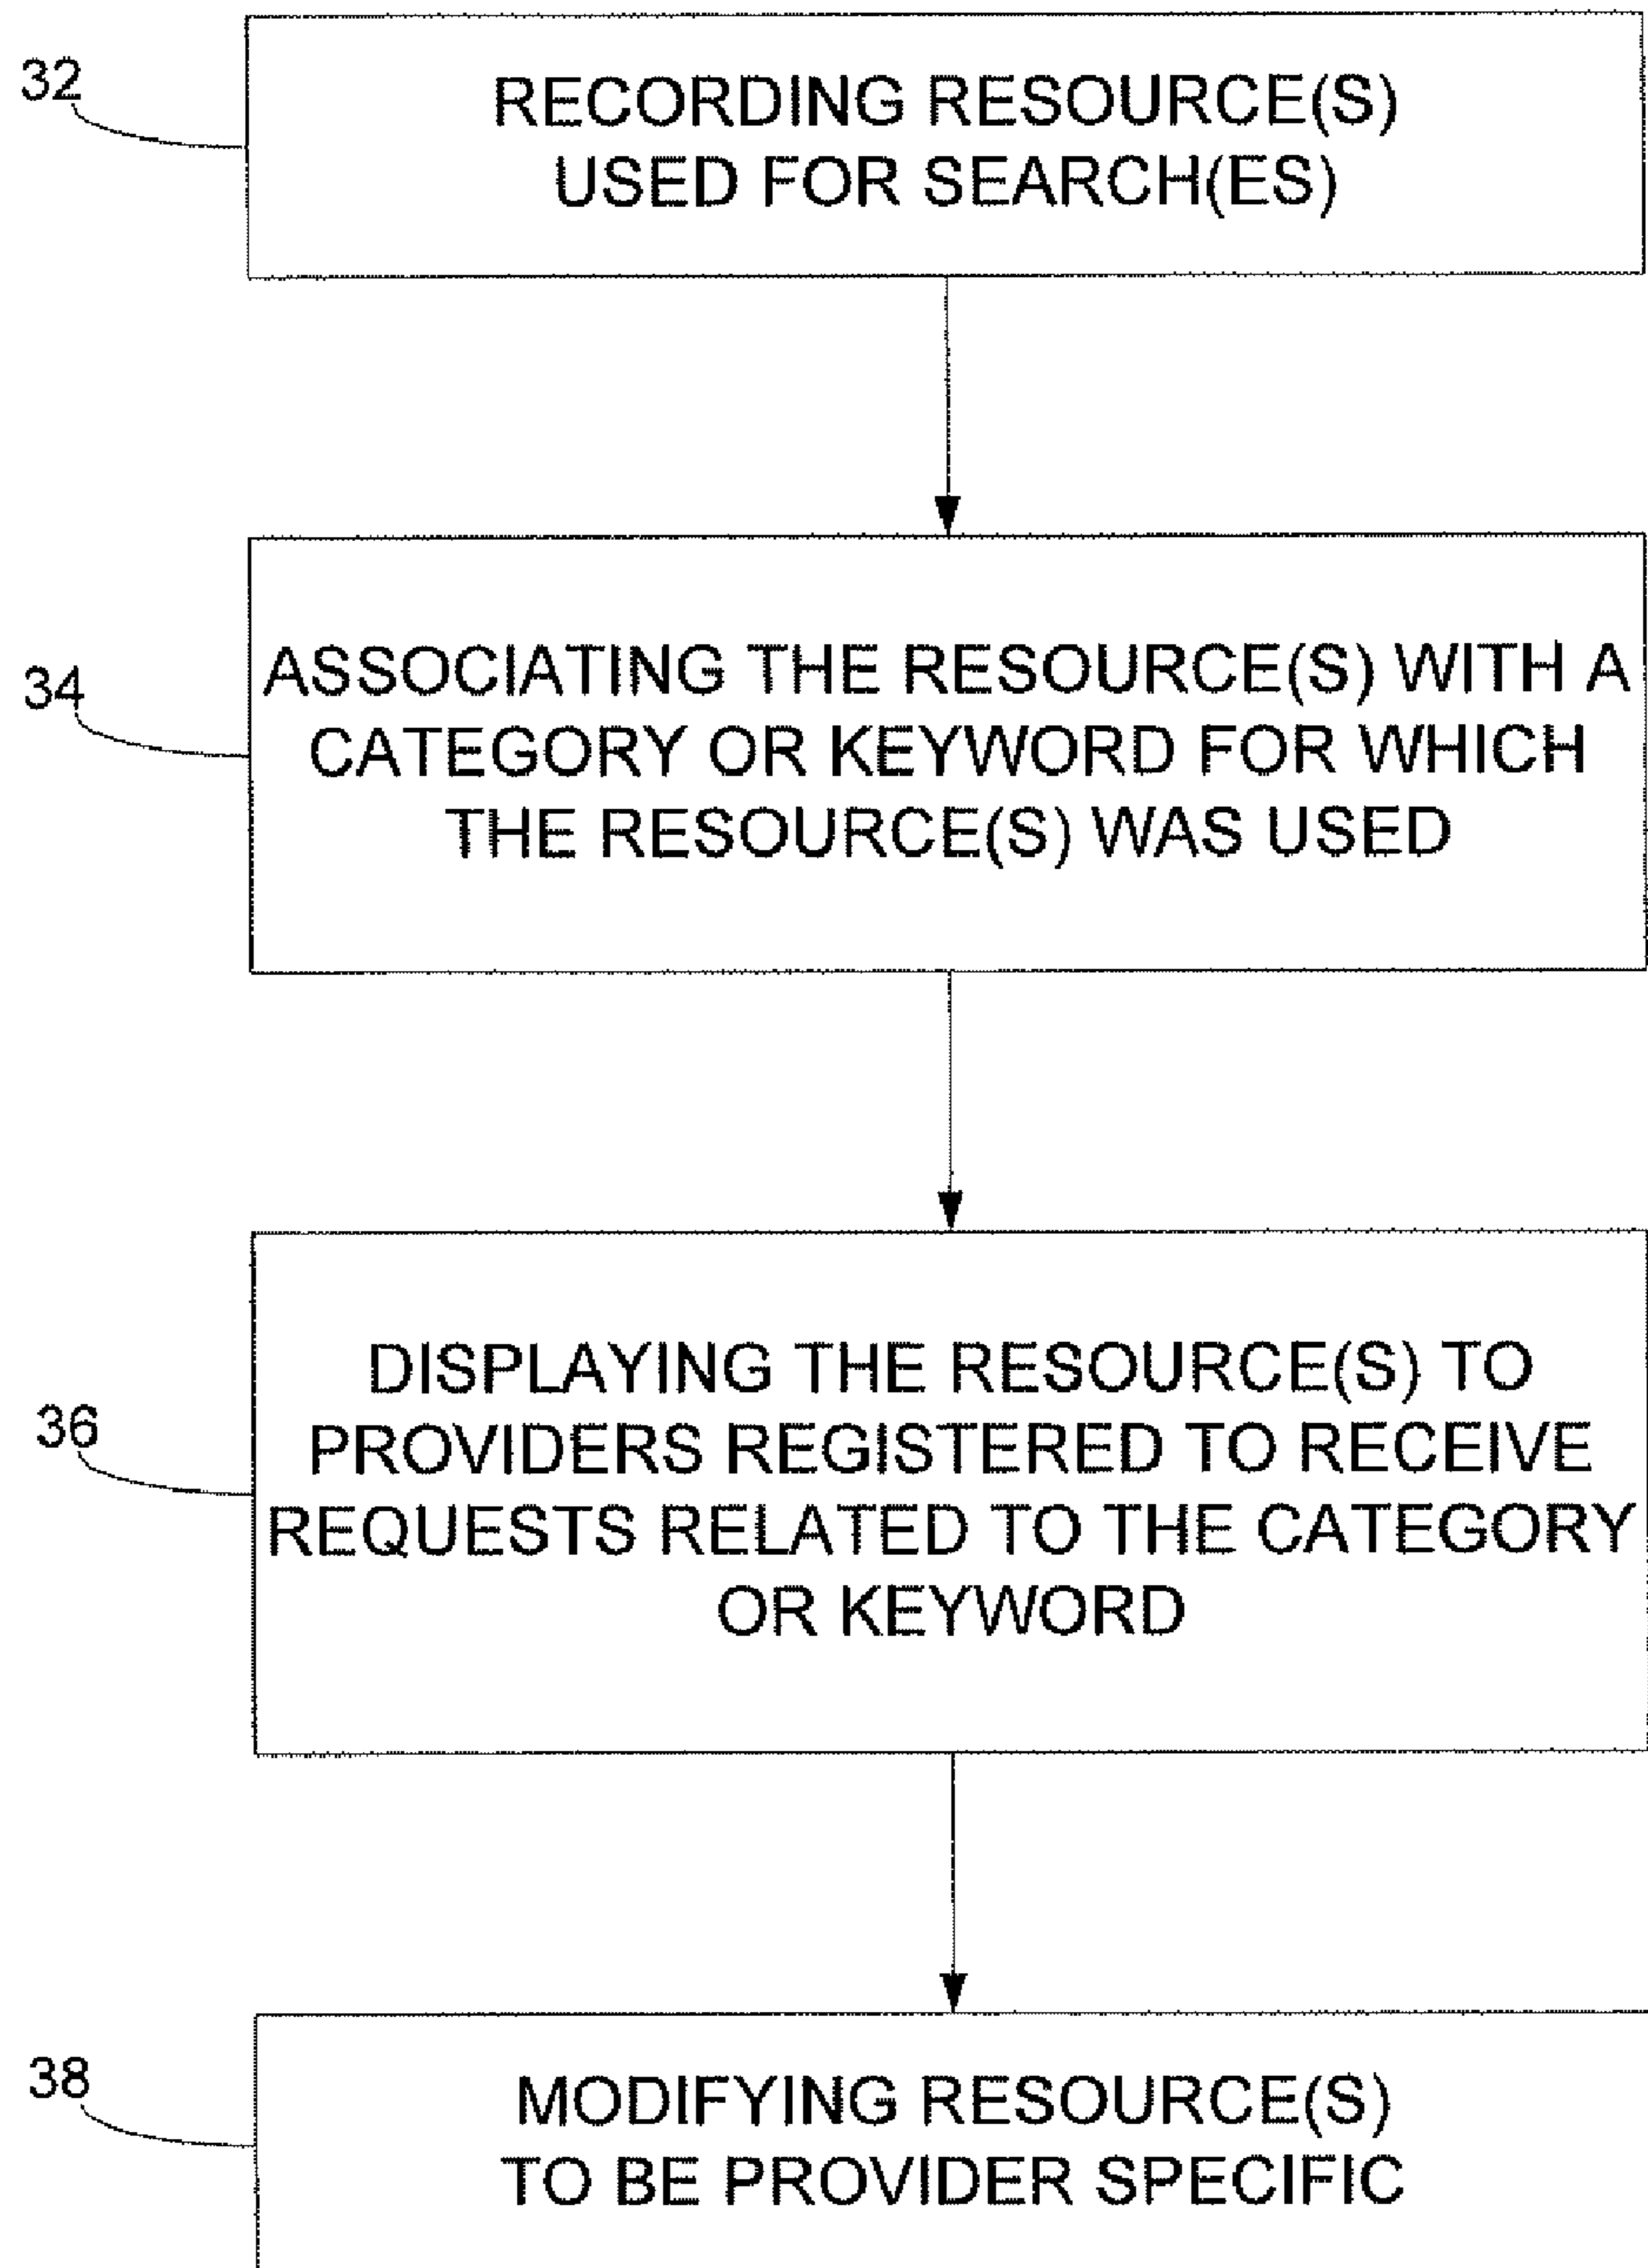 32
RECORDING RESOURCE(S)
USED FOR SEARCH(ES)
34
ASSOCIATING THE RESOURCE(S) WITH A
CATEGORY OR KEYWORD FOR WHICH
THE RESOURCE(S) WAS USED
36
DISPLAYING THE RESOURCE(S) TO
PROVIDERS REGISTERED TO RECEIVE
REQUESTS RELATED TO THE CATEGORY
OR KEYWORD
38
MODIFYING RESOURCE(S)
TO BE PROVIDER SPECIFIC